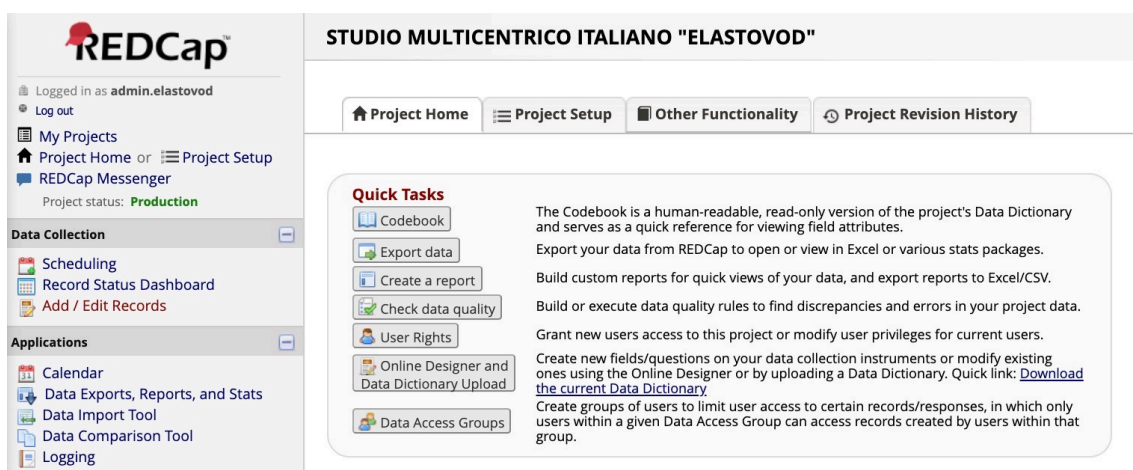 REDCap™
Logged in as admin.elastovod
Log out
My Projects
Project Home or Project Setup
REDCap Messenger
Project status: Production
Data Collection
Scheduling
Record Status Dashboard
Add / Edit Records
Applications
Calendar
Data Exports, Reports, and Stats
Data Import Tool
Data Comparison Tool
Logging
STUDIO MULTICENTRICO ITALIANO "ELASTOVOD"
Project Home
Project Setup
Other Functionality
Project Revision History
Quick Tasks
Codebook
The Codebook is a human-readable, read-only version of the project's Data Dictionary
and serves as a quick reference for viewing field attributes.
Export data
Export your data from REDCap to open or view in Excel or various stats packages.
Create a report
Build custom reports for quick views of your data, and export reports to Excel/CSV.
Check data quality
Build or execute data quality rules to find discrepancies and errors in your project data.
User Rights
Grant new users access to this project or modify user privileges for current users.
Online Designer and
Data Dictionary Upload
Create new fields/questions on your data collection instruments or modify existing
ones using the Online Designer or by uploading a Data Dictionary. Quick link: Download
the current Data Dictionary
Data Access Groups
Create groups of users to limit user access to certain records/responses, in which only
users within a given Data Access Group can access records created by users within that
group.